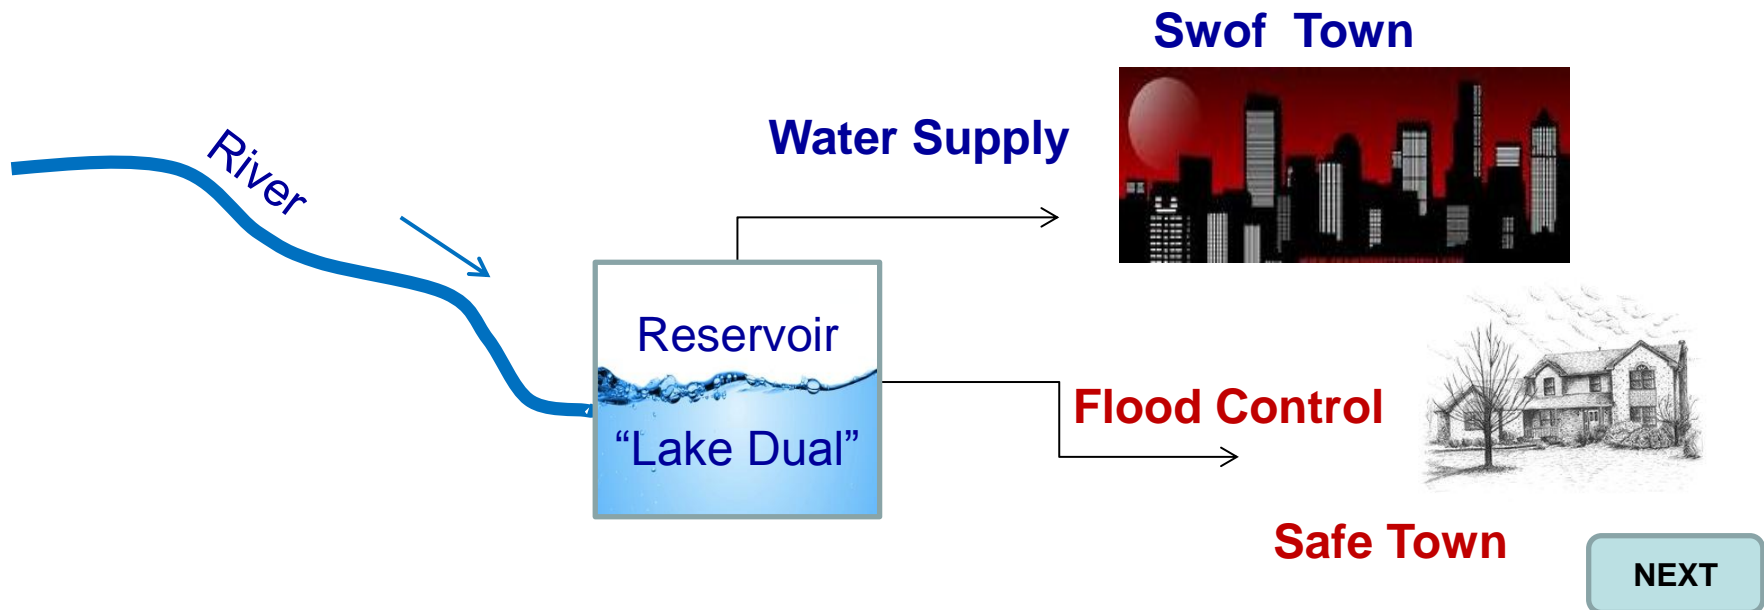 Swof Town
Water Supply
River
Reservoir
“Lake Dual”
Flood Control
Safe Town
NEXT